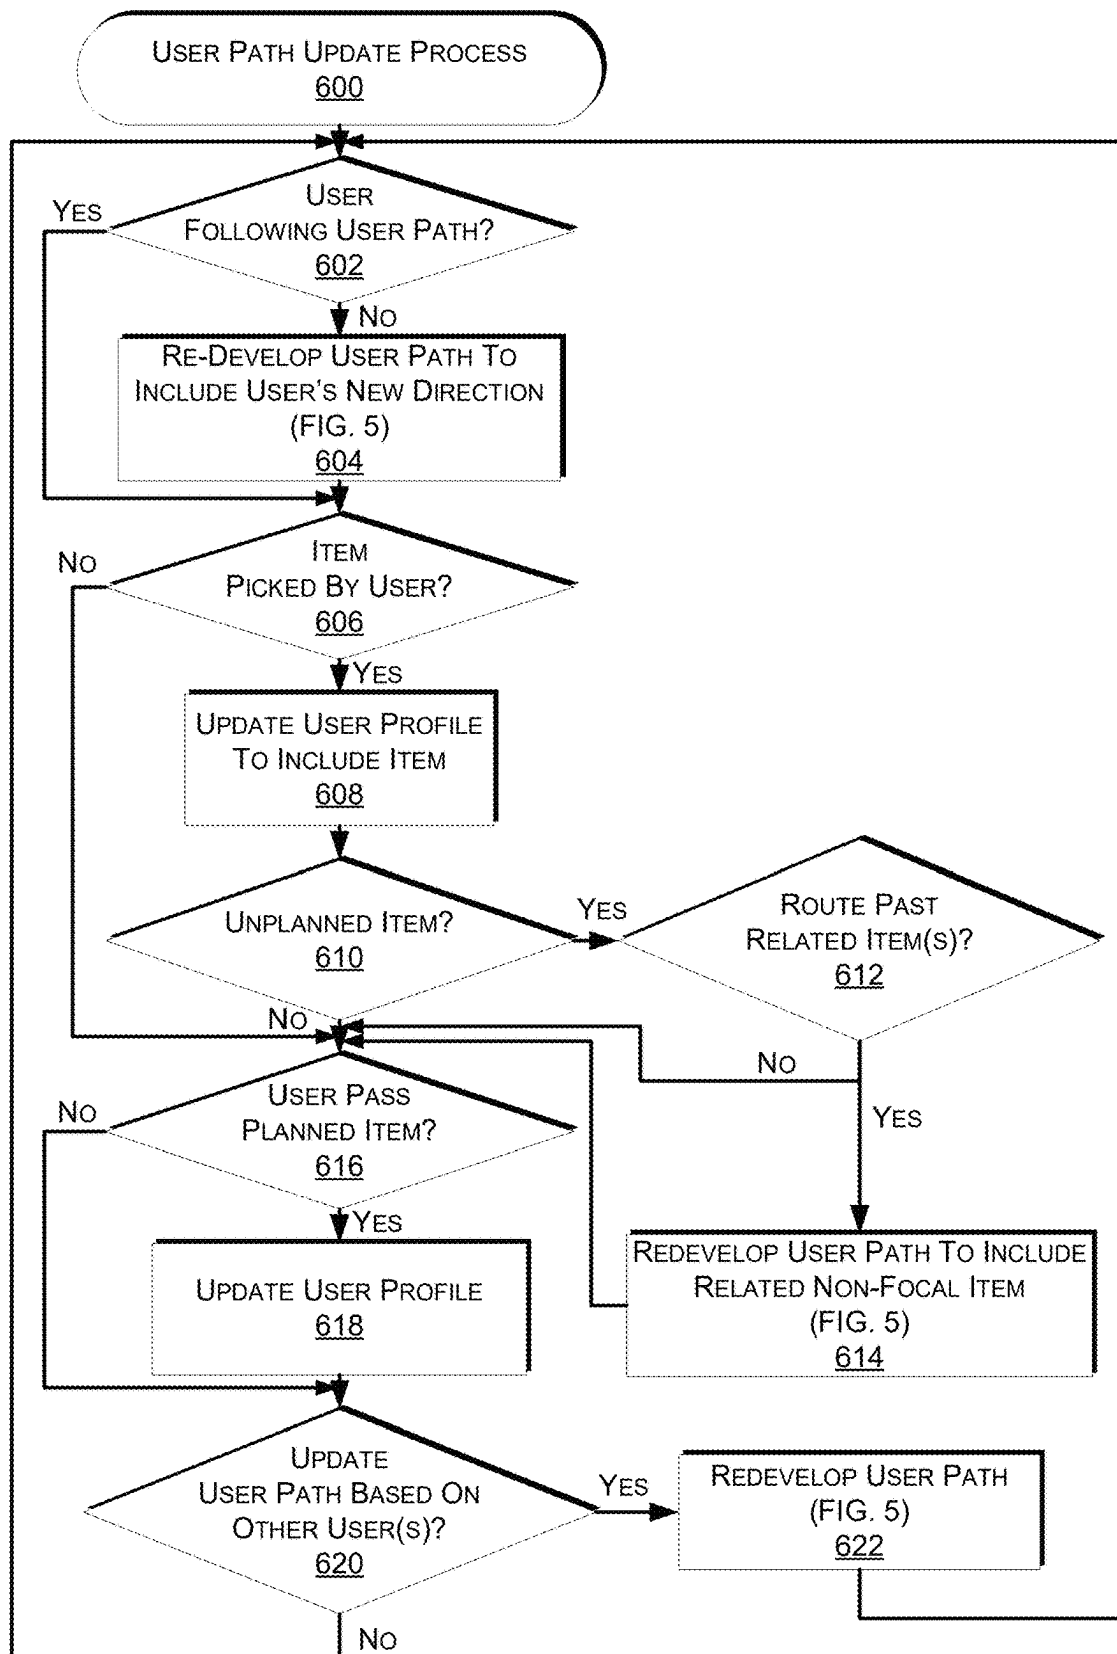 USER PATH UPDATE PROCESS
600
USER
FOLLOWING USER PATH?
602
YES
NO
RE-DEVELOP USER PATH TO
INCLUDE USER'S NEW DIRECTION
(FIG. 5)
604
ITEM
PICKED BY USER?
606
NO
YES
UPDATE USER PROFILE
TO INCLUDE ITEM
608
UNPLANNED ITEM?
610
YES
NO
ROUTE PAST
RELATED ITEM(S)?
612
NO
YES
REDEVELOP USER PATH TO INCLUDE
RELATED NON-FOCAL ITEM
(FIG. 5)
614
USER PASS
PLANNED ITEM?
616
NO
YES
UPDATE USER PROFILE
618
UPDATE
USER PATH BASED ON
OTHER USER(S)?
620
YES
NO
REDEVELOP USER PATH
(FIG. 5)
622